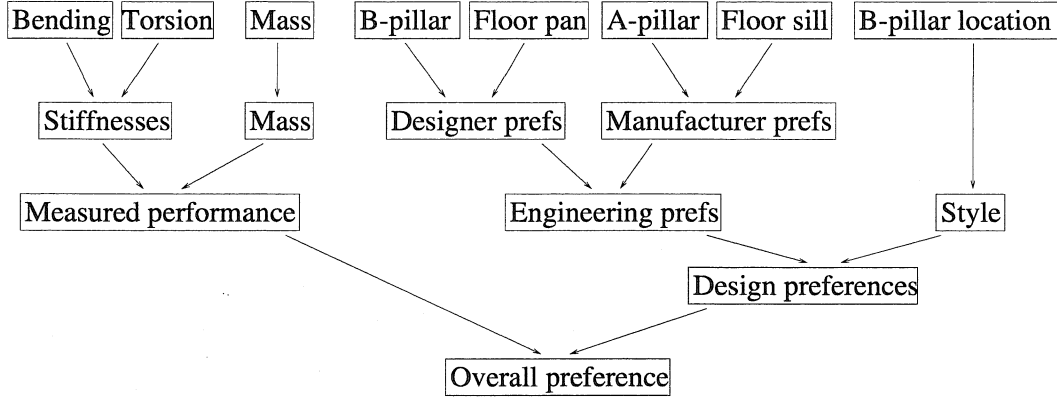 Bending Torsion Mass B-pillar Floor pan A-pillar Floor sill B-pillar location
Stiffnesses Mass Designer prefs Manufacturer prefs
Measured performance Engineering prefs Style
Design preferences
Overall preference